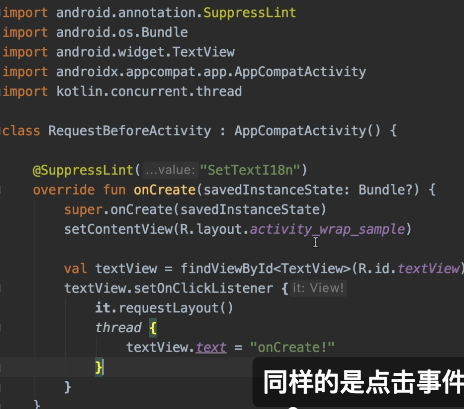 import android.annotation.SuppressLint
import android.os.Bundle
import android.widget.TextView
import androidx.appcompat.app.AppCompatActivity
import kotlin.concurrent.thread
class RequestBeforeActivity : AppCompatActivity() {
@SuppressLint( ...value: "SetTextI18n")
override fun onCreate(savedInstanceState: Bundle?) {
super.onCreate(savedInstanceState)
setContentView(R.layout.activity_wrap_sample)
val textView = findViewById<TextView>(R.id.textView)
textView.setOnClickListener { it: View!
it.requestLayout()
thread {
textView.text = "onCreate!"
}
}
}
同样的是点击事件